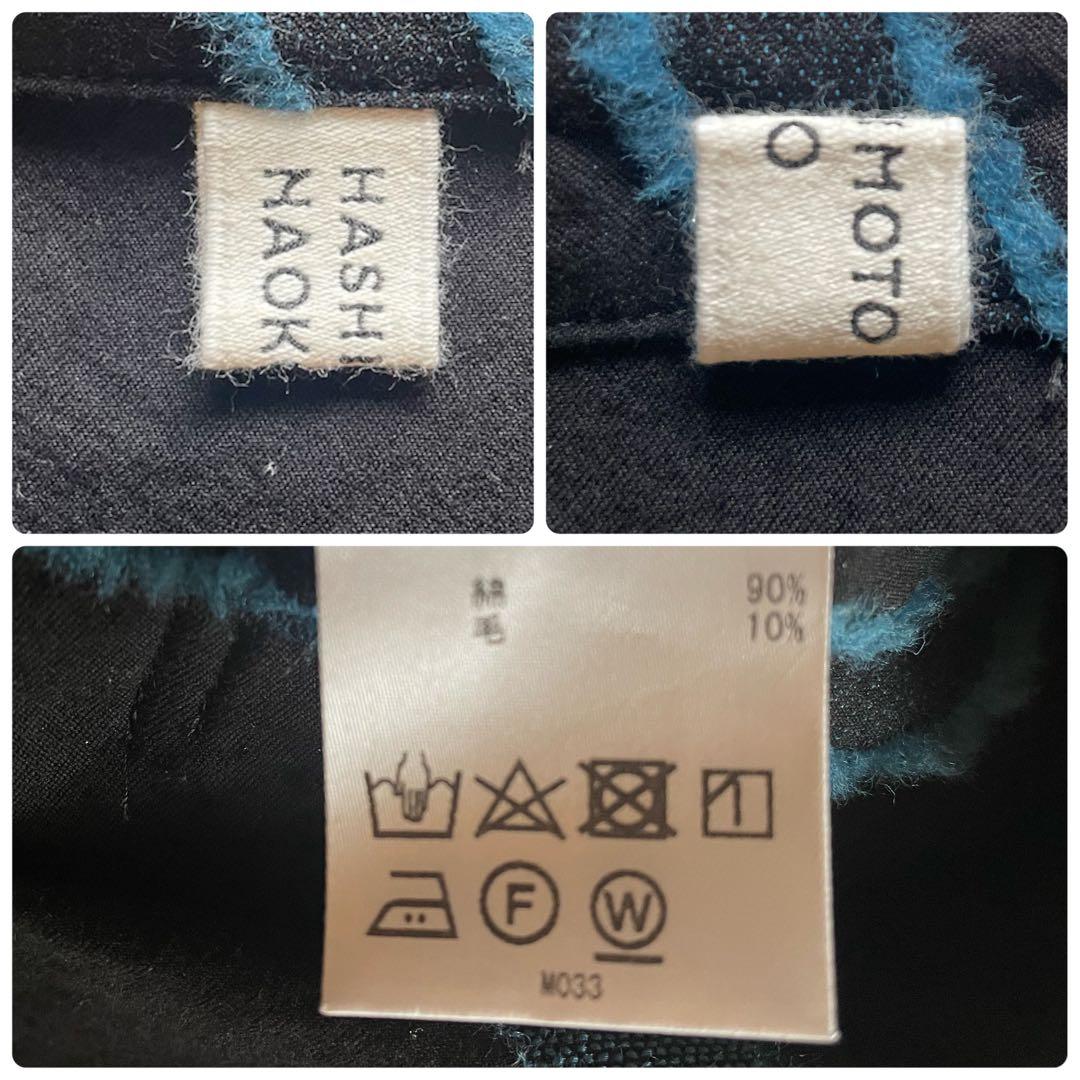 HASHI
NAOK
MOTO
O
綿 90%
毛 10%
F
W
M033